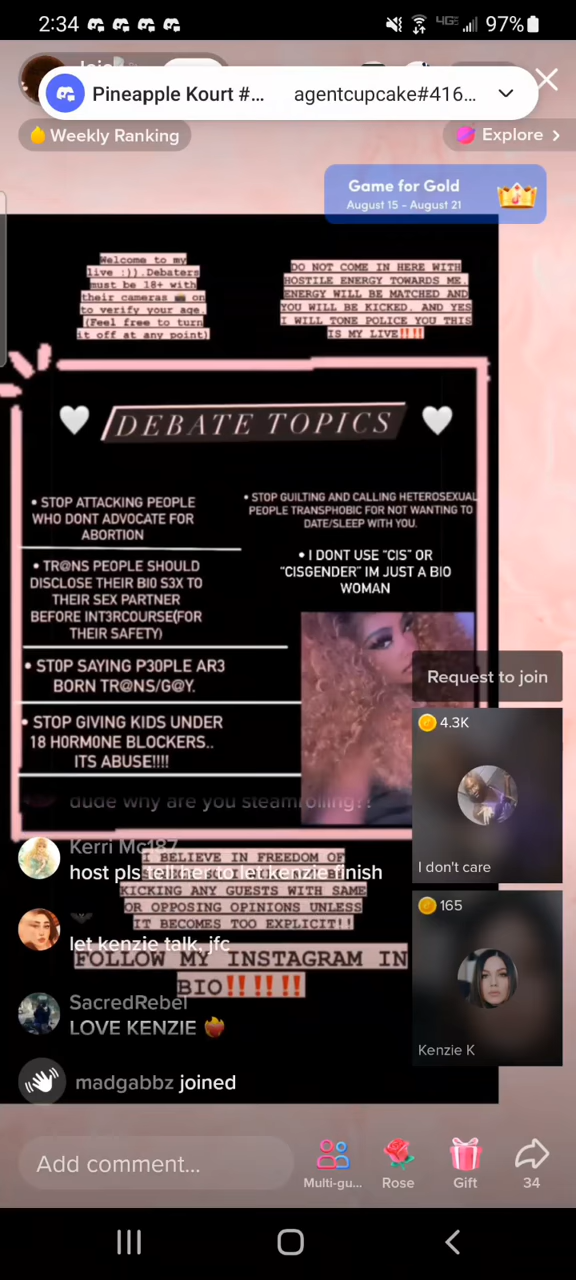 2:34
4GE 97%
Pineapple Kourt #... agentcupcake#416...
Weekly Ranking
Explore >
Game for Gold
August 15 - August 21
Welcome to my
live :)).Debaters
must be 18+ with
their cameras 📸 on
to verify your age.
(Feel free to turn
it off at any point)
DO NOT COME IN HERE WITH
HOSTILE ENERGY TOWARDS ME.
ENERGY WILL BE MATCHED AND
YOU WILL BE KICKED. AND YES
I WILL TONE POLICE YOU THIS
IS MY LIVE‼️‼️
🤍 DEBATE TOPICS 🤍
• STOP ATTACKING PEOPLE
WHO DONT ADVOCATE FOR
ABORTION
• TR@NS PEOPLE SHOULD
DISCLOSE THEIR BI0 S3X TO
THEIR SEX PARTNER
BEFORE INT3RCOURSE(FOR
THEIR SAFETY)
• ST0P SAYING P30PLE AR3
BORN TR@NS/G@Y.
• STOP GIVING KIDS UNDER
18 H0RM0NE BLOCKERS..
ITS ABUSE!!!!
• STOP GUILTING AND CALLING HETEROSEXUAL
PEOPLE TRANSPHOBIC FOR NOT WANTING TO
DATE/SLEEP WITH YOU.
• I DONT USE “CIS” OR
“CISGENDER” IM JUST A BIO
WOMAN
Request to join
4.3K
I don't care
165
Kenzie K
dude why are you steamrolling??
Kerri Mc187
host pls tell her to let kenzie finish
I BELIEVE IN FREEDOM OF
KICKING ANY GUESTS WITH SAME
OR OPPOSING OPINIONS UNLESS
IT BECOMES TOO EXPLICIT!!
let kenzie talk, jfc
FOLLOW MY INSTAGRAM IN
BIO‼️‼️‼️
SacredRebel
LOVE KENZIE ❤️‍🔥
madgabbz joined
Add comment...
Multi-gu...
Rose
Gift
34